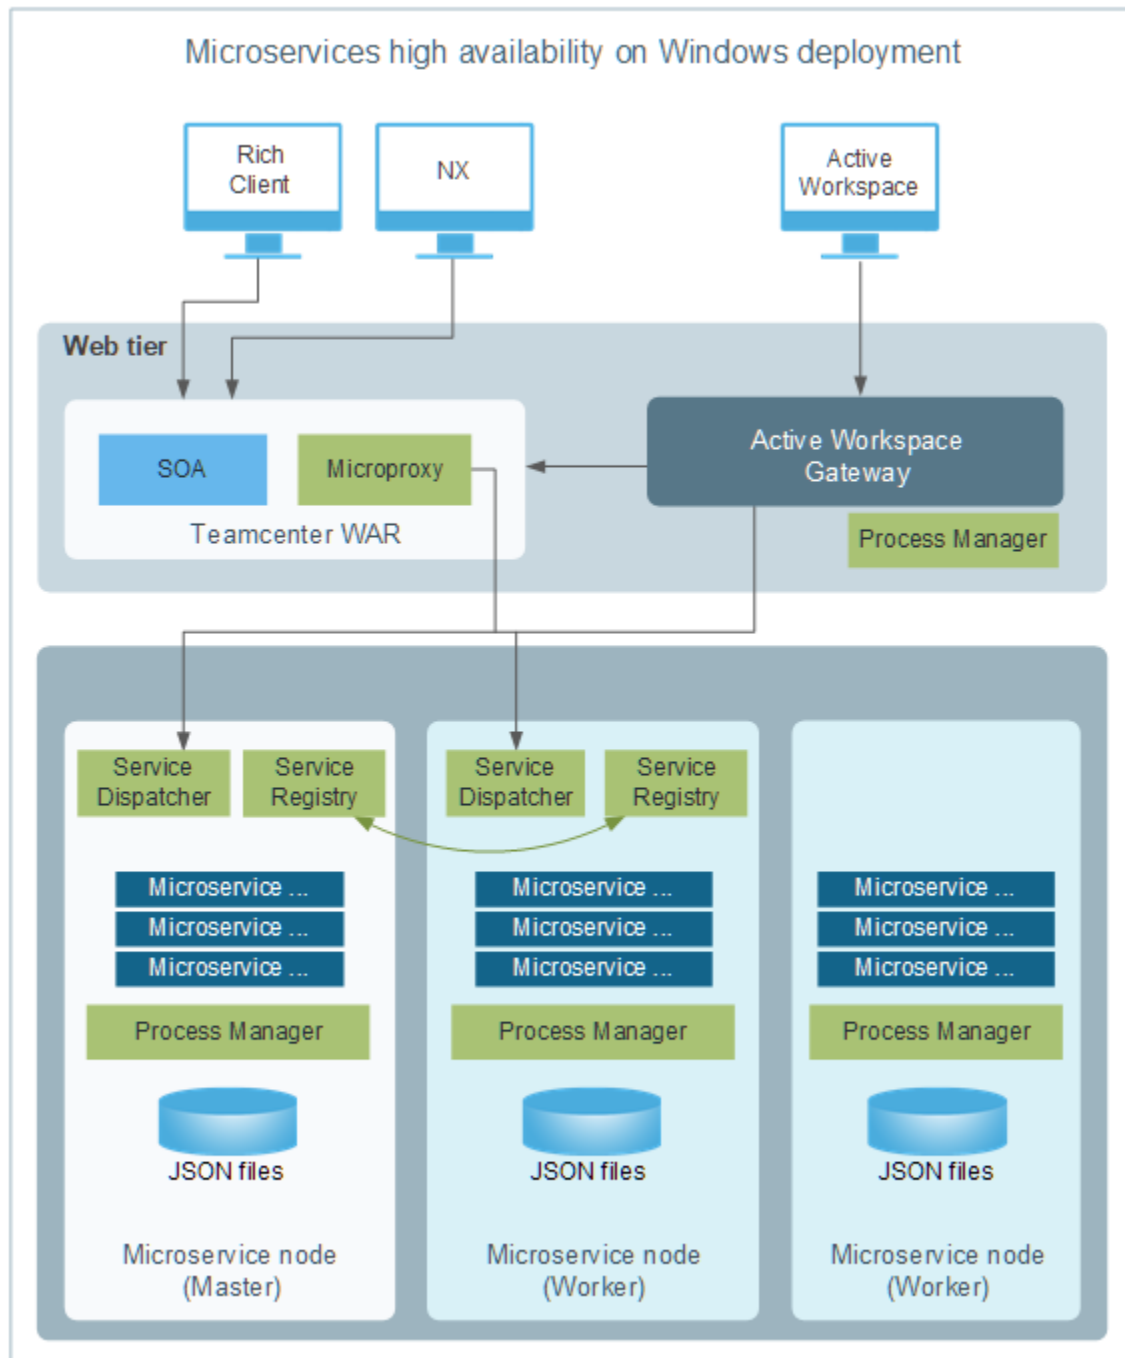 Microservices high availability on Windows deployment
Rich
Client
NX
Active
Workspace
Web tier
SOA
Microproxy
Teamcenter WAR
Active Workspace
Gateway
Process Manager
Service
Dispatcher
Service
Registry
Microservice ...
Microservice ...
Microservice ...
Process Manager
JSON files
Microservice node
(Master)
Service
Dispatcher
Service
Registry
Microservice ...
Microservice ...
Microservice ...
Process Manager
JSON files
Microservice node
(Worker)
Microservice ...
Microservice ...
Microservice ...
Process Manager
JSON files
Microservice node
(Worker)